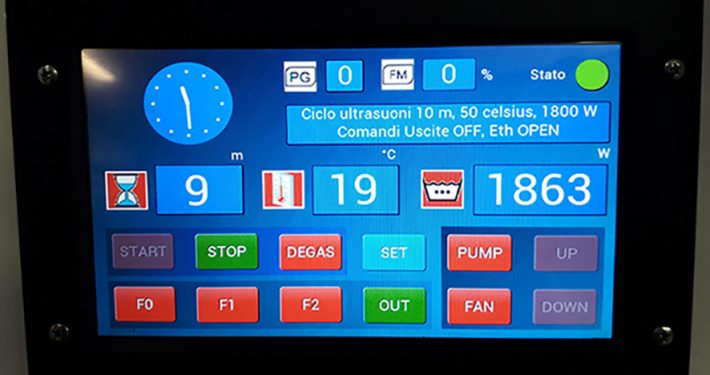 PG 0 FM 0 % Stato
Ciclo ultrasuoni 10 m, 50 celsius, 1800 W
Comandi Uscite OFF, Eth OPEN
m °C W
9 19 1863
START STOP DEGAS SET PUMP UP
F0 F1 F2 OUT FAN DOWN